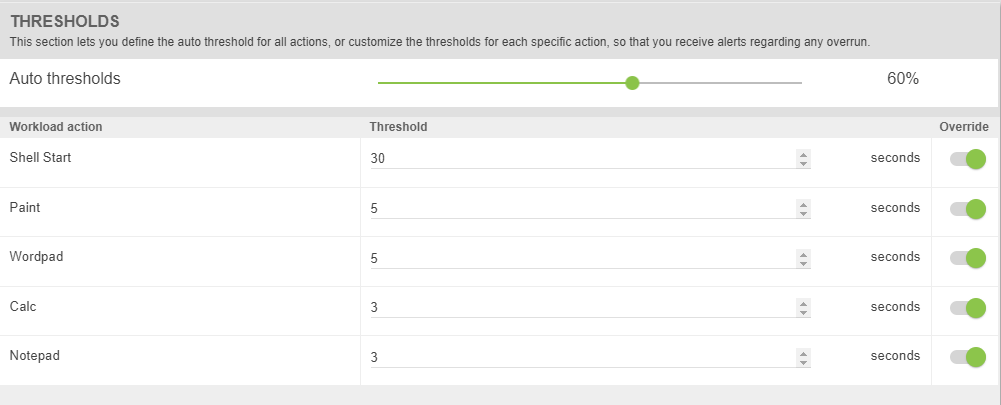 THRESHOLDS
This section lets you define the auto threshold for all actions, or customize the thresholds for each specific action, so that you receive alerts regarding any overrun.
Auto thresholds 60%
Workload action Threshold Override
Shell Start 30 seconds
Paint 5 seconds
Wordpad 5 seconds
Calc 3 seconds
Notepad 3 seconds